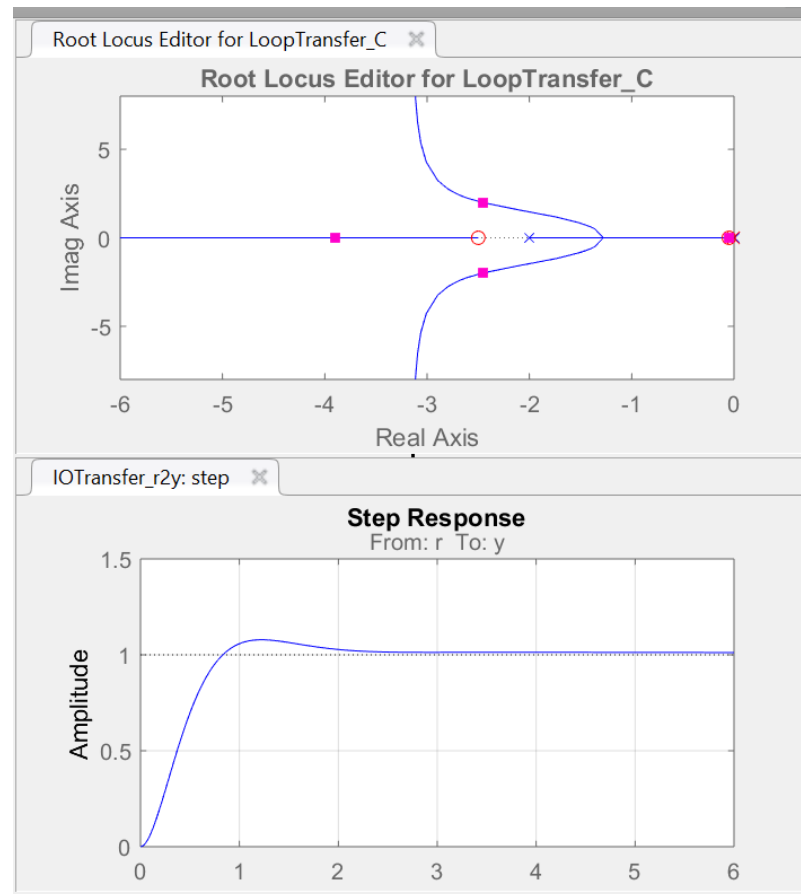 Root Locus Editor for LoopTransfer_C
Root Locus Editor for LoopTransfer_C
Imag Axis
5
0
-5
-6 -5 -4 -3 -2 -1 0
Real Axis
IOTransfer_r2y: step
Step Response
From: r To: y
Amplitude
1.5
1
0.5
0
0 1 2 3 4 5 6